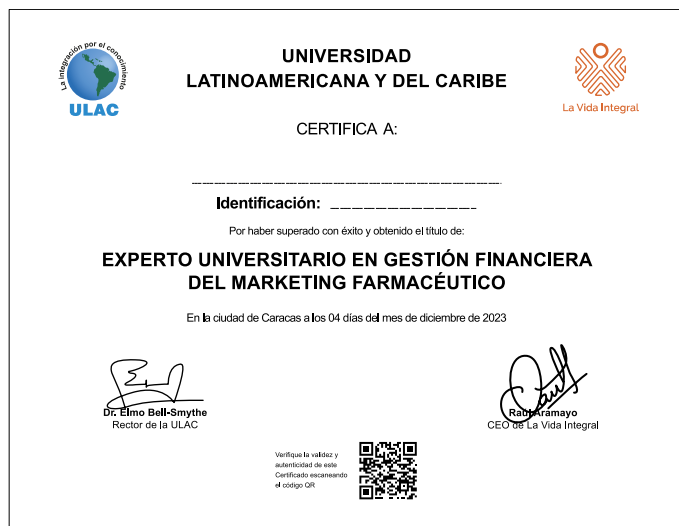 La integración por el conocimiento
ULAC
UNIVERSIDAD
LATINOAMERICANA Y DEL CARIBE
La Vida Integral
CERTIFICA A:
Identificación:
Por haber superado con éxito y obtenido el título de:
EXPERTO UNIVERSITARIO EN GESTIÓN FINANCIERA
DEL MARKETING FARMACÉUTICO
En la ciudad de Caracas a los 04 días del mes de diciembre de 2023
Dr. Elmo Bell-Smythe
Rector de la ULAC
Raul Aramayo
CEO de La Vida Integral
Verifique la validez y
autenticidad de este
Certificado escaneando
el código QR